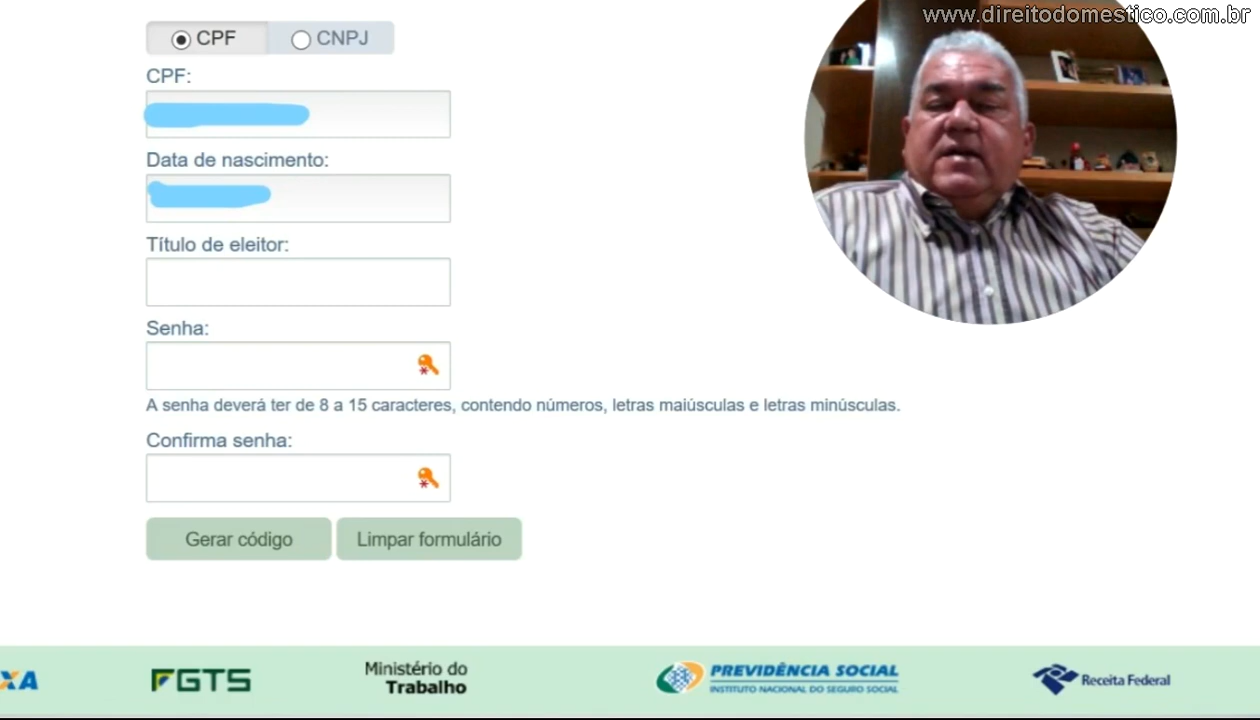 www.direitodomestico.com.br
CPF
CNPJ
CPF:
Data de nascimento:
Título de eleitor:
Senha:
A senha deverá ter de 8 a 15 caracteres, contendo números, letras maiúsculas e letras minúsculas.
Confirma senha:
Gerar código
Limpar formulário
XA
FGTS
Ministério do
Trabalho
PREVIDÊNCIA SOCIAL
INSTITUTO NACIONAL DO SEGURO SOCIAL
Receita Federal